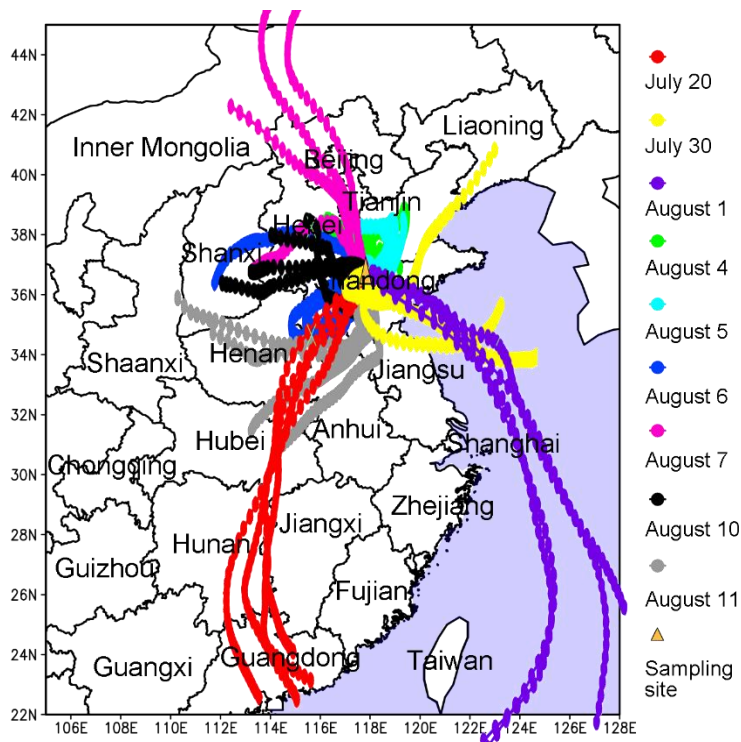 44N
42N
40N
38N
36N
34N
32N
30N
28N
26N
24N
22N
106E
108E
110E
112E
114E
116E
118E
120E
122E
124E
126E
128E
Inner Mongolia
Beijing
Liaoning
Tianjin
Hebei
Shanxi
Shandong
Shaanxi
Henan
Jiangsu
Hubei
Anhui
Shanghai
Chongqing
Zhejiang
Hunan
Jiangxi
Guizhou
Fujian
Guangxi
Guangdong
Taiwan
July 20
July 30
August 1
August 4
August 5
August 6
August 7
August 10
August 11
Sampling
site